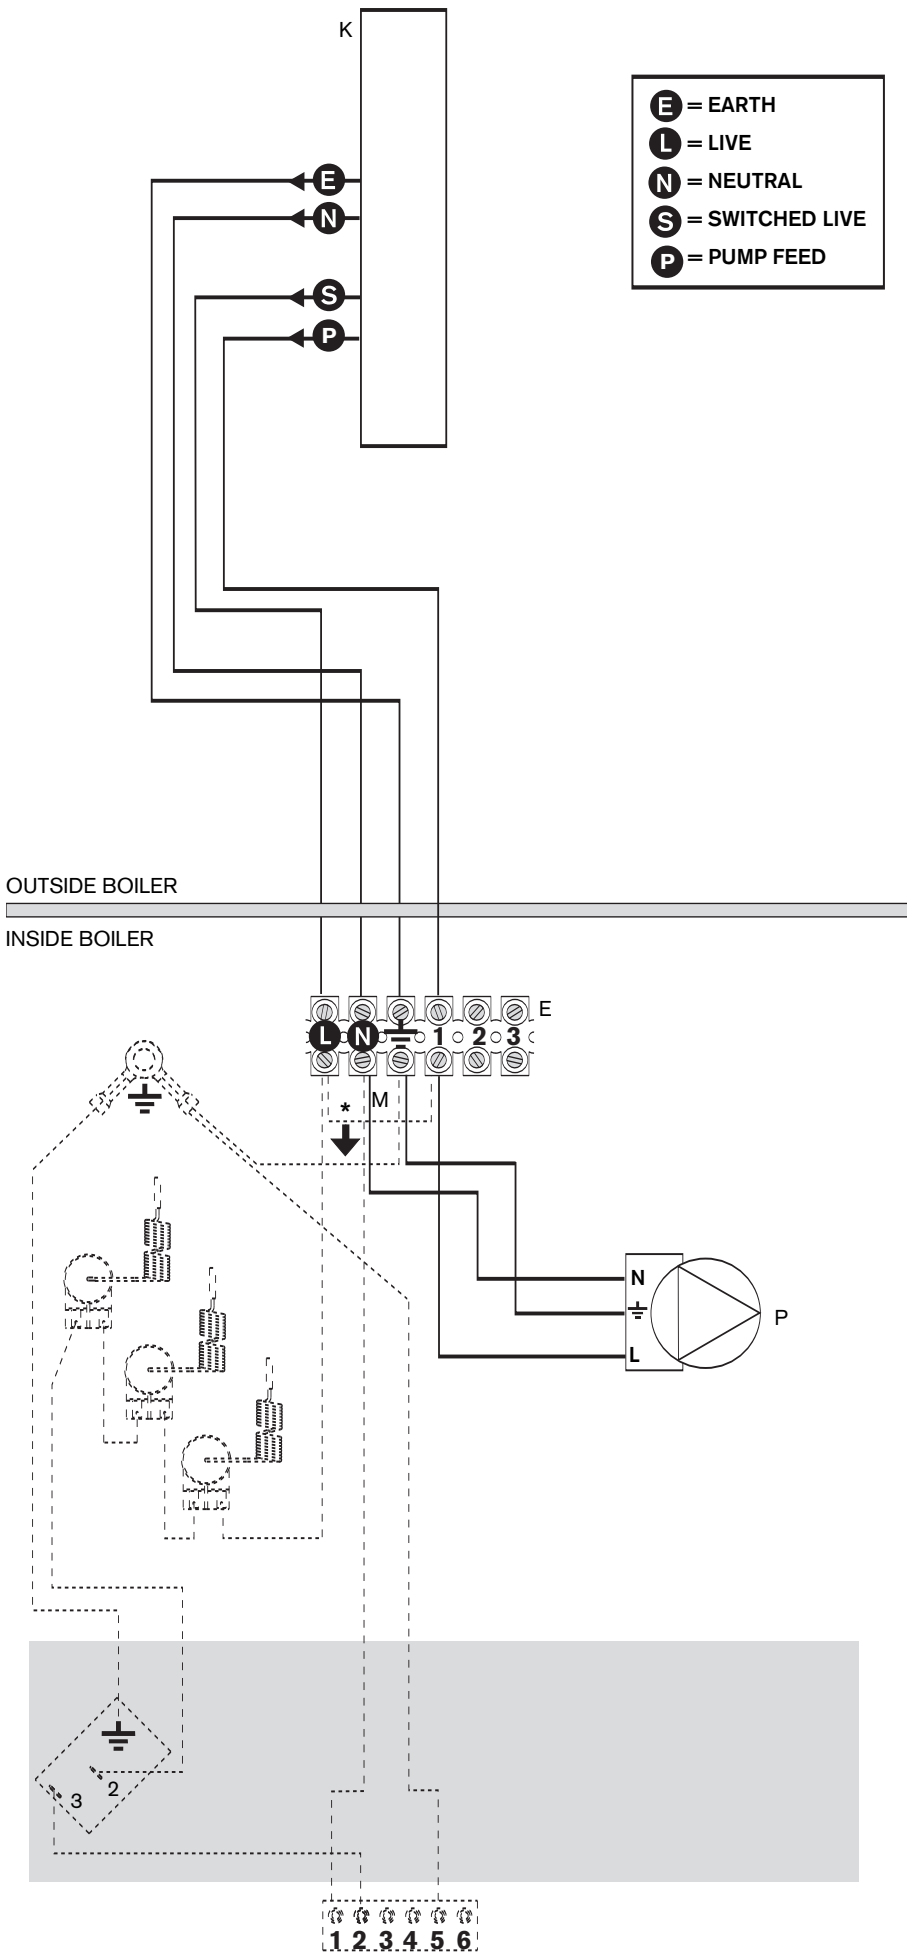 K
E = EARTH
L = LIVE
N = NEUTRAL
S = SWITCHED LIVE
P = PUMP FEED
E
N
S
P
OUTSIDE BOILER
INSIDE BOILER
E
L N 1 2 3
* M
N
P
L
2
3
1 2 3 4 5 6